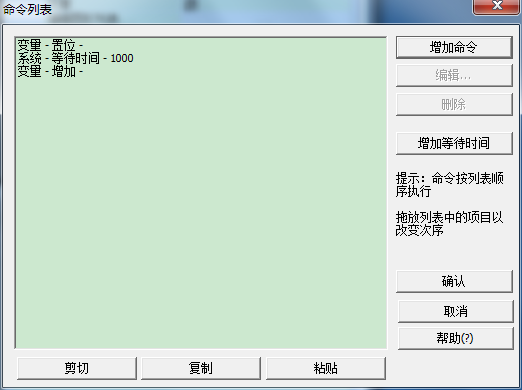 命令列表
变量 - 置位 -
系统 - 等待时间 - 1000
变量 - 增加 -
增加命令
编辑...
删除
增加等待时间
提示：命令按列表顺
序执行
拖放列表中的项目以
改变次序
确认
取消
帮助(?)
剪切
复制
粘贴